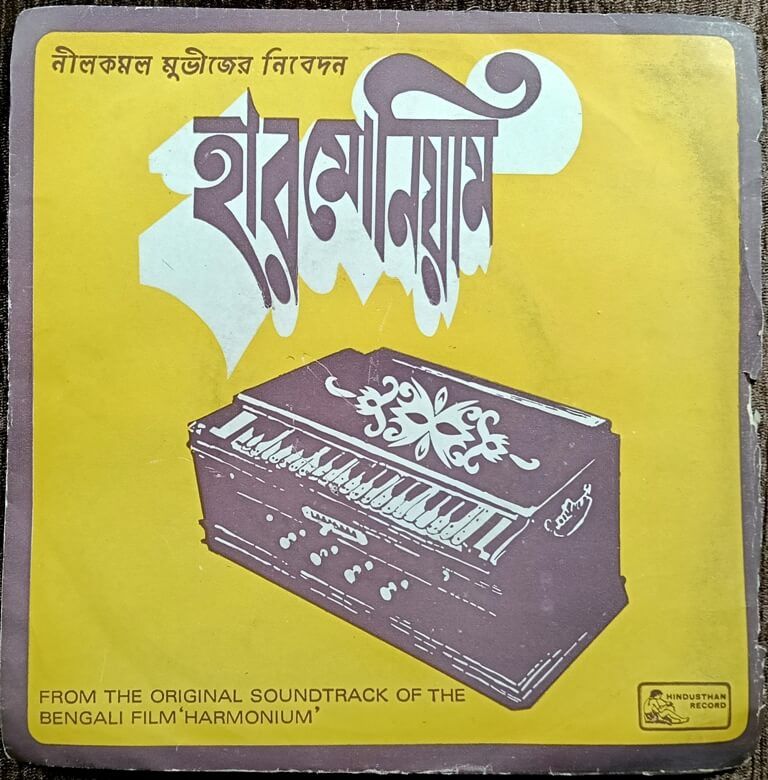 নীলকমল মুভীজের নিবেদন
হারমোনিয়াম
FROM THE ORIGINAL SOUNDTRACK OF THE
BENGALI FILM ‘HARMONIUM’
HINDUSTHAN
RECORD